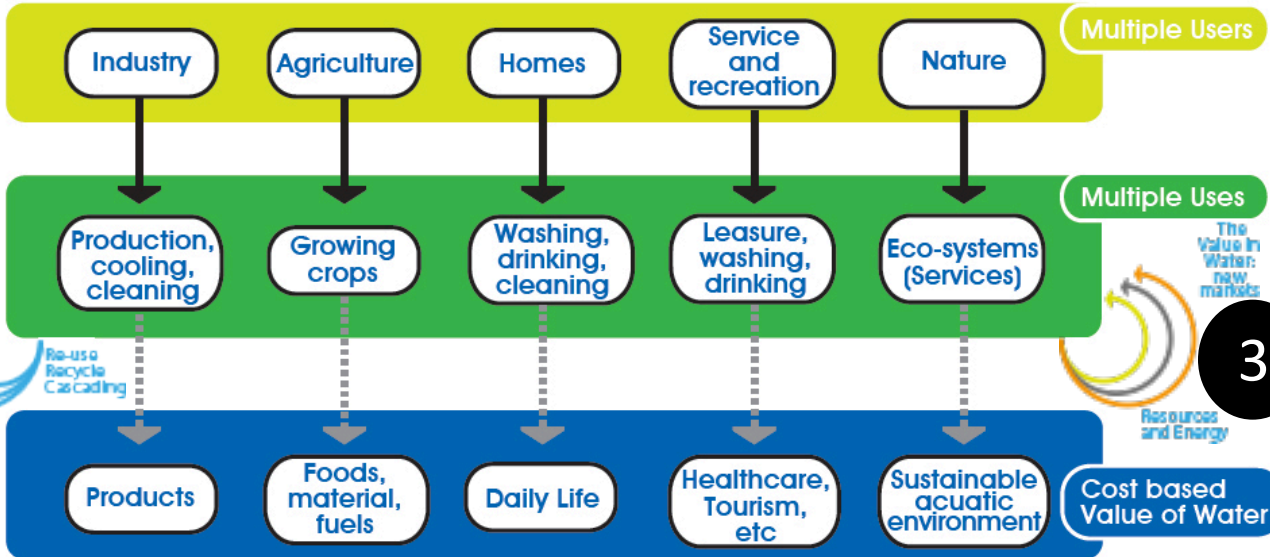 Multiple Users
Industry
Agriculture
Homes
Service
and
recreation
Nature
Multiple Uses
Production,
cooling,
cleaning
Growing
crops
Washing,
drinking,
cleaning
Leasure,
washing,
drinking
Eco-systems
(Services)
The
Value in
Water:
new
markets
3
Re-use
Recycle
Cascading
Resources
and Energy
Products
Foods,
material,
fuels
Daily Life
Healthcare,
Tourism,
etc
Sustainable
acuatic
environment
Cost based
Value of Water